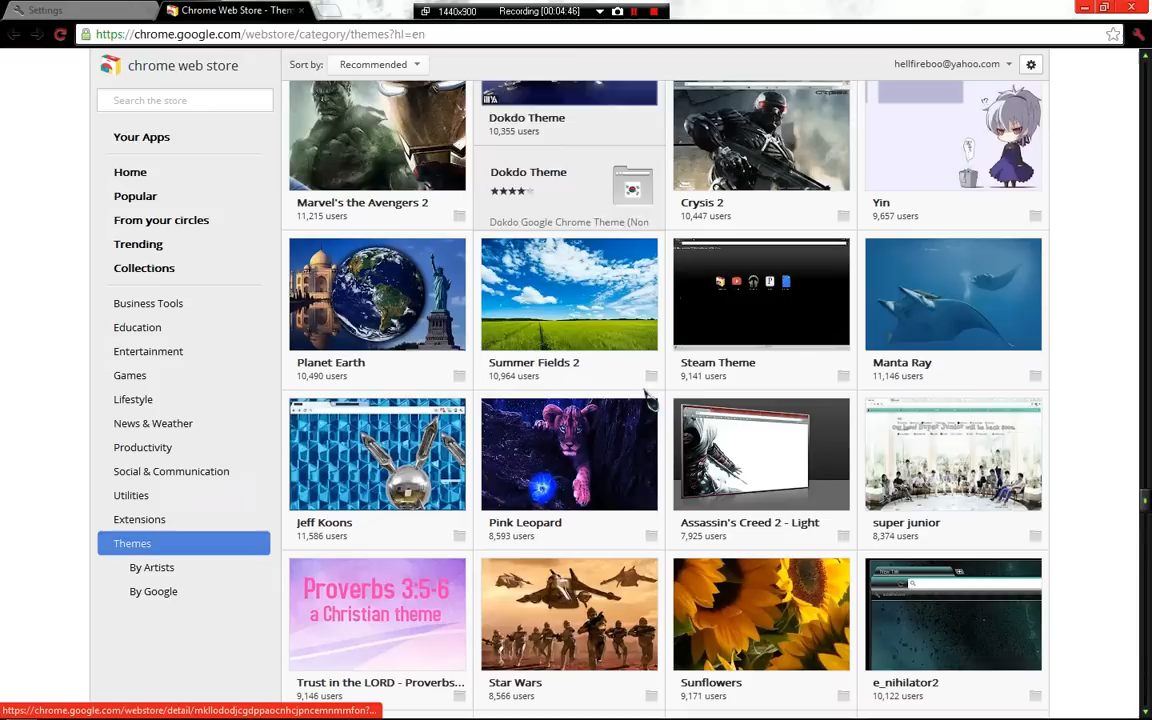 Settings
Chrome Web Store - Them
1440x900
Recording [00:04:46]
https://chrome.google.com/webstore/category/themes?hl=en
chrome web store
Sort by:
Recommended
hellfireboo@yahoo.com
Search the store
Your Apps
Home
Popular
From your circles
Trending
Collections
Business Tools
Education
Entertainment
Games
Lifestyle
News & Weather
Productivity
Social & Communication
Utilities
Extensions
Themes
By Artists
By Google
Marvel's the Avengers 2
11,215 users
Dokdo Theme
10,355 users
Dokdo Theme
Dokdo Google Chrome Theme (Non
Crysis 2
10,447 users
Yin
9,657 users
Planet Earth
10,490 users
Summer Fields 2
10,964 users
Steam Theme
9,141 users
Manta Ray
11,146 users
Jeff Koons
11,586 users
Pink Leopard
8,593 users
Assassin's Creed 2 - Light
7,925 users
super junior
8,374 users
Proverbs 3:5-6
a Christian theme
Trust in the LORD - Proverbs...
9,146 users
Star Wars
8,566 users
Sunflowers
9,171 users
e_nihilator2
10,122 users